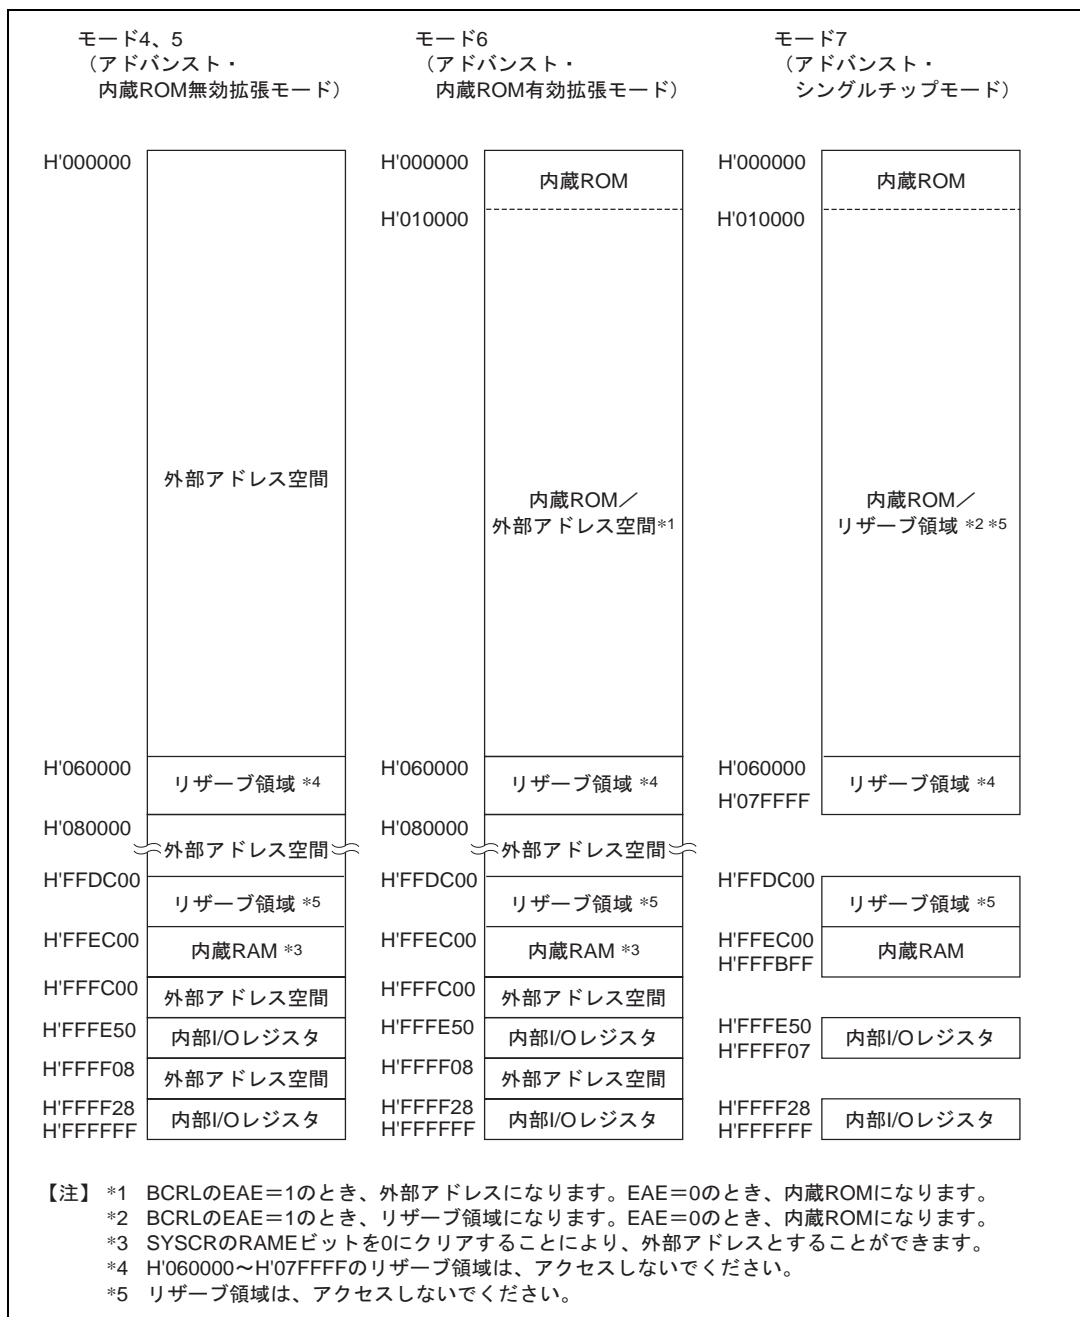 モード4、5
（アドバンスト・
内蔵ROM無効拡張モード）
H'000000
外部アドレス空間
H'060000
リザーブ領域 *4
H'080000
外部アドレス空間
H'FFDC00
リザーブ領域 *5
H'FFEC00
内蔵RAM *3
H'FFFC00
外部アドレス空間
H'FFFE50
内部I/Oレジスタ
H'FFFF08
外部アドレス空間
H'FFFF28
内部I/Oレジスタ
H'FFFFFF
モード6
（アドバンスト・
内蔵ROM有効拡張モード）
H'000000
内蔵ROM
H'010000
内蔵ROM／
外部アドレス空間*1
H'060000
リザーブ領域 *4
H'080000
外部アドレス空間
H'FFDC00
リザーブ領域 *5
H'FFEC00
内蔵RAM *3
H'FFFC00
外部アドレス空間
H'FFFE50
内部I/Oレジスタ
H'FFFF08
外部アドレス空間
H'FFFF28
内部I/Oレジスタ
H'FFFFFF
モード7
（アドバンスト・
シングルチップモード）
H'000000
内蔵ROM
H'010000
内蔵ROM／
リザーブ領域 *2 *5
H'060000
リザーブ領域 *4
H'07FFFF
H'FFDC00
リザーブ領域 *5
H'FFEC00
内蔵RAM
H'FFFBFF
H'FFFE50
内部I/Oレジスタ
H'FFFF07
H'FFFF28
内部I/Oレジスタ
H'FFFFFF
【注】 *1 BCRLのEAE＝1のとき、外部アドレスになります。EAE＝0のとき、内蔵ROMになります。
*2 BCRLのEAE＝1のとき、リザーブ領域になります。EAE＝0のとき、内蔵ROMになります。
*3 SYSCRのRAMEビットを0にクリアすることにより、外部アドレスとすることができます。
*4 H'060000～H'07FFFFのリザーブ領域は、アクセスしないでください。
*5 リザーブ領域は、アクセスしないでください。